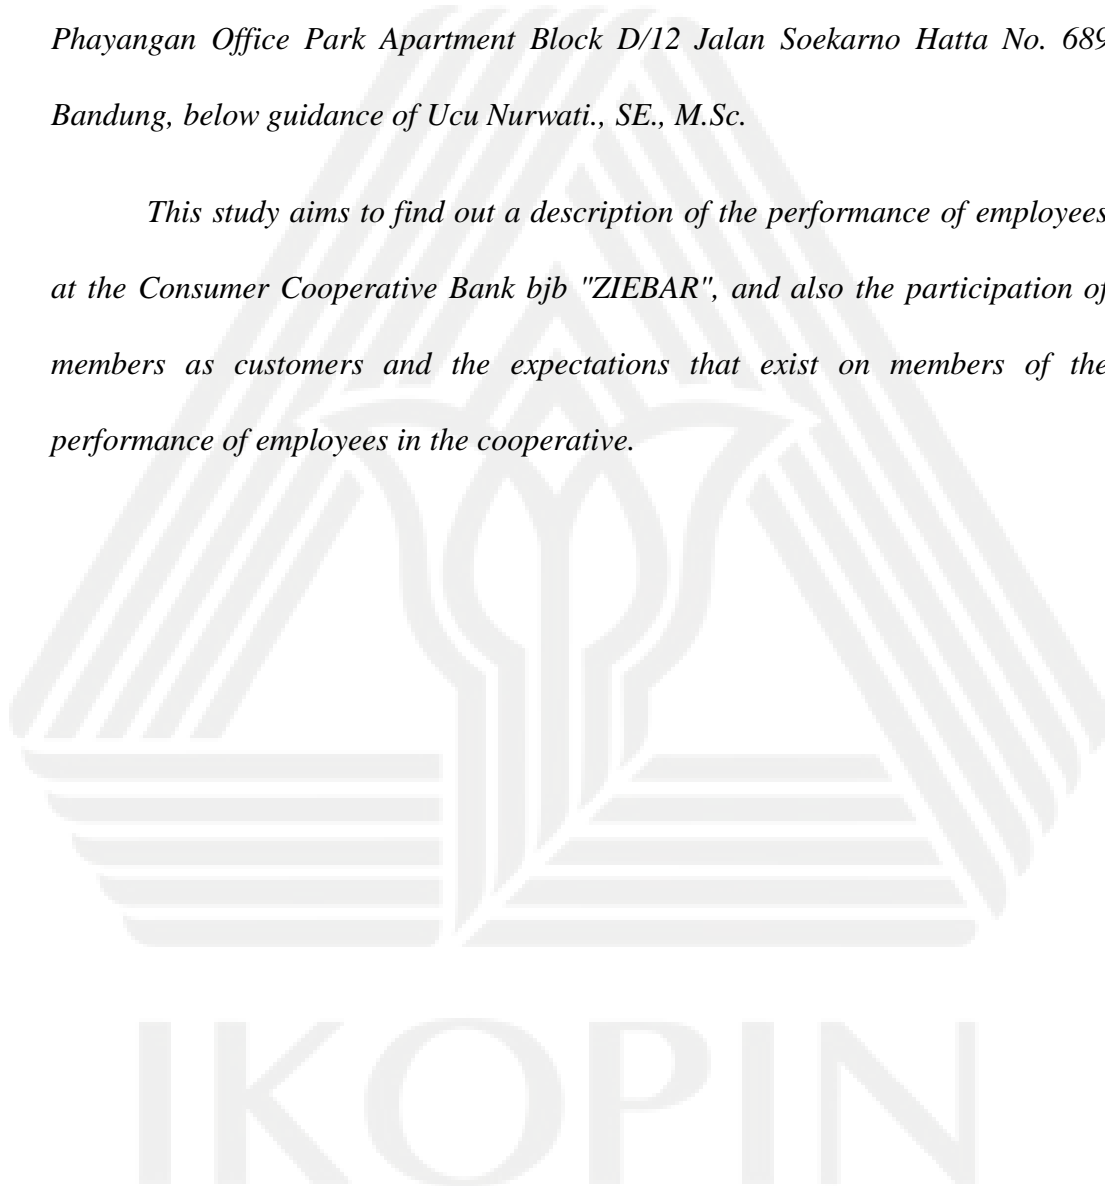 Phayangan Office Park Apartment Block D/12 Jalan Soekarno Hatta No. 689
Bandung, below guidance of Ucu Nurwati., SE., M.Sc.
This study aims to find out a description of the performance of employees
at the Consumer Cooperative Bank bjb "ZIEBAR", and also the participation of
members as customers and the expectations that exist on members of the
performance of employees in the cooperative.
IKOPIN